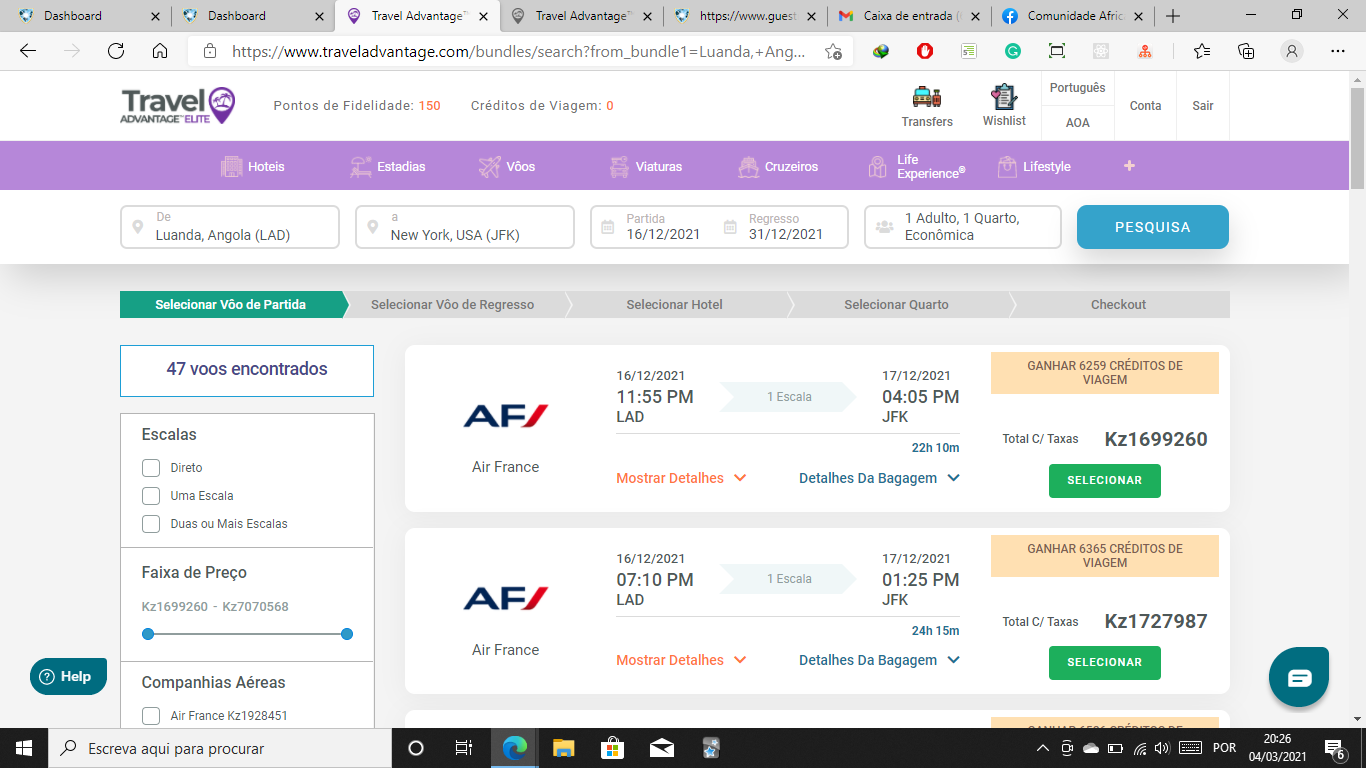 Dashboard
Dashboard
Travel Advantage™
Travel Advantage™
https://www.guest
Caixa de entrada (
Comunidade Afric
https://www.traveladvantage.com/bundles/search?from_bundle1=Luanda,+Ang...
Travel
ADVANTAGE™ELITE
Pontos de Fidelidade: 150
Créditos de Viagem: 0
Transfers
Wishlist
Português
AOA
Conta
Sair
Hoteis
Estadias
Vôos
Viaturas
Cruzeiros
Life
Experience®
Lifestyle
+
De
Luanda, Angola (LAD)
a
New York, USA (JFK)
Partida
16/12/2021
Regresso
31/12/2021
1 Adulto, 1 Quarto,
Econômica
PESQUISA
Selecionar Vôo de Partida
Selecionar Vôo de Regresso
Selecionar Hotel
Selecionar Quarto
Checkout
47 voos encontrados
Escalas
Direto
Uma Escala
Duas ou Mais Escalas
Faixa de Preço
Kz1699260 - Kz7070568
Companhias Aéreas
Air France Kz1928451
AF
Air France
16/12/2021
11:55 PM
LAD
1 Escala
17/12/2021
04:05 PM
JFK
22h 10m
Mostrar Detalhes
Detalhes Da Bagagem
GANHAR 6259 CRÉDITOS DE
VIAGEM
Total C/ Taxas
Kz1699260
SELECIONAR
AF
Air France
16/12/2021
07:10 PM
LAD
1 Escala
17/12/2021
01:25 PM
JFK
24h 15m
Mostrar Detalhes
Detalhes Da Bagagem
GANHAR 6365 CRÉDITOS DE
VIAGEM
Total C/ Taxas
Kz1727987
SELECIONAR
Help
Escreva aqui para procurar
POR
20:26
04/03/2021
6